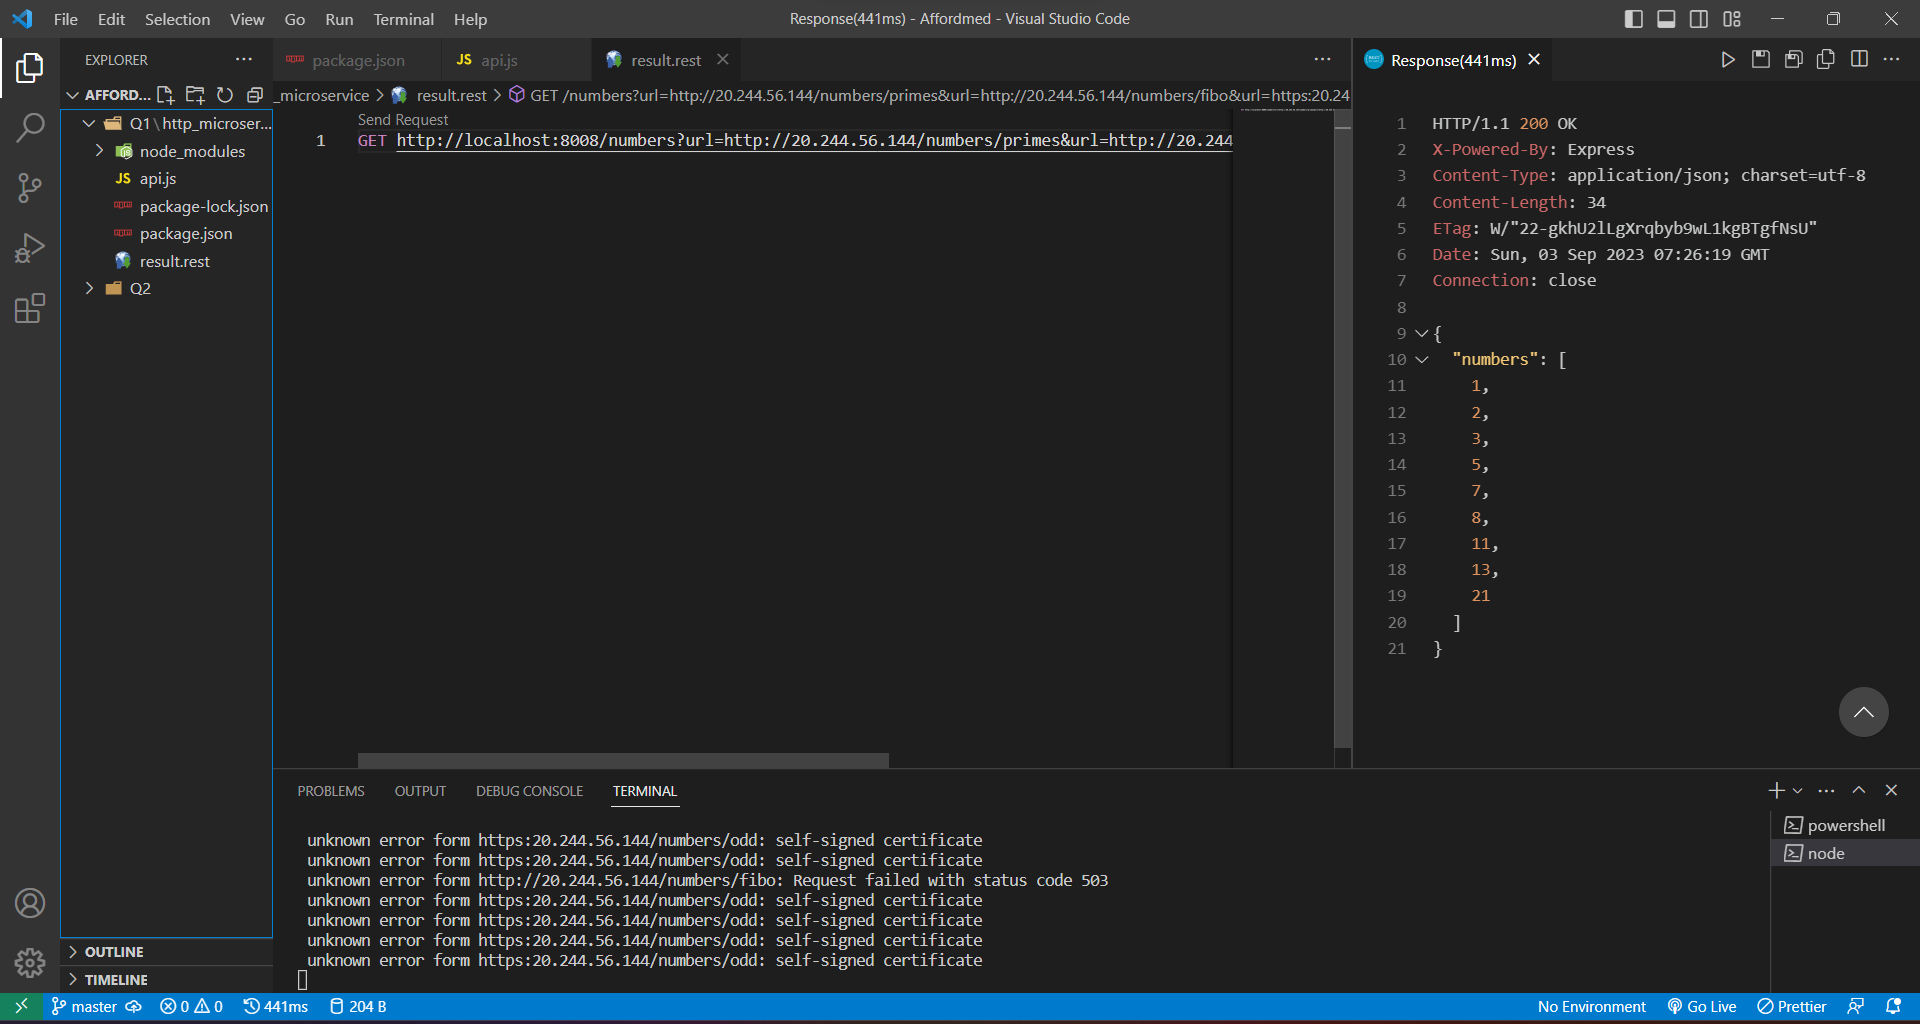 File Edit Selection View Go Run Terminal Help
Response(441ms) - Affordmed - Visual Studio Code
EXPLORER
AFFORD...
Q1\http_microser...
node_modules
JS api.js
package-lock.json
package.json
result.rest
Q2
OUTLINE
TIMELINE
package.json
JS api.js
result.rest
_microservice > result.rest > GET /numbers?url=http://20.244.56.144/numbers/primes&url=http://20.244.56.144/numbers/fibo&url=https:20.24
Send Request
1 GET http://localhost:8008/numbers?url=http://20.244.56.144/numbers/primes&url=http://20.244
Response(441ms)
1 HTTP/1.1 200 OK
2 X-Powered-By: Express
3 Content-Type: application/json; charset=utf-8
4 Content-Length: 34
5 ETag: W/"22-gkhU2lLgXrqbyb9wL1kgBTgfNsU"
6 Date: Sun, 03 Sep 2023 07:26:19 GMT
7 Connection: close
8
9 {
10 "numbers": [
11 1,
12 2,
13 3,
14 5,
15 7,
16 8,
17 11,
18 13,
19 21
20 ]
21 }
PROBLEMS OUTPUT DEBUG CONSOLE TERMINAL
unknown error form https:20.244.56.144/numbers/odd: self-signed certificate
unknown error form https:20.244.56.144/numbers/odd: self-signed certificate
unknown error form http://20.244.56.144/numbers/fibo: Request failed with status code 503
unknown error form https:20.244.56.144/numbers/odd: self-signed certificate
unknown error form https:20.244.56.144/numbers/odd: self-signed certificate
unknown error form https:20.244.56.144/numbers/odd: self-signed certificate
unknown error form https:20.244.56.144/numbers/odd: self-signed certificate
powershell
node
master 0 0 441ms 204 B
No Environment Go Live Prettier